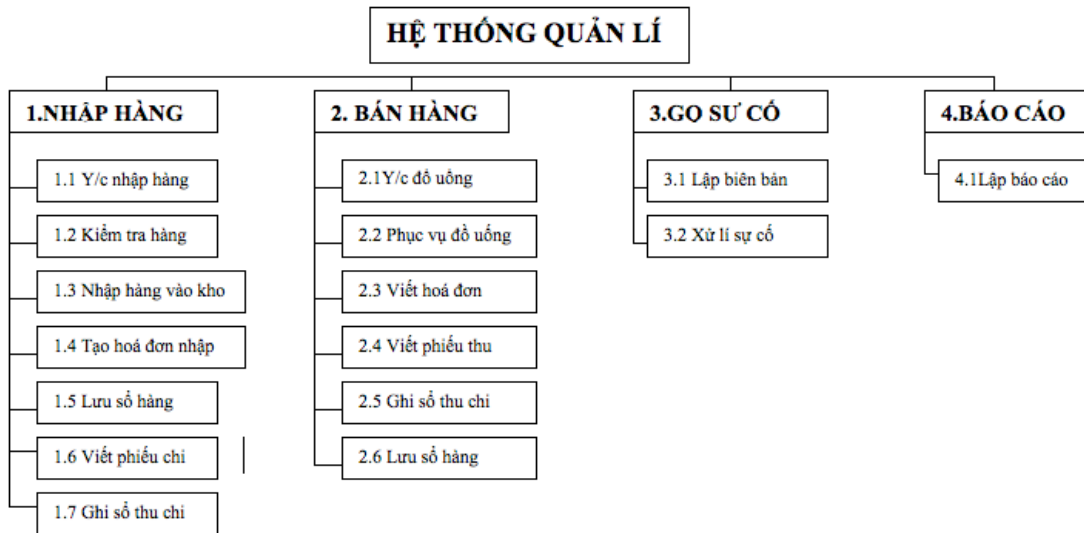 HỆ THỐNG QUẢN LÍ
1.NHẬP HÀNG
1.1 Y/c nhập hàng
1.2 Kiểm tra hàng
1.3 Nhập hàng vào kho
1.4 Tạo hoá đơn nhập
1.5 Lưu sổ hàng
1.6 Viết phiếu chi
1.7 Ghi sổ thu chi
2. BÁN HÀNG
2.1Y/c đồ uống
2.2 Phục vụ đồ uống
2.3 Viết hoá đơn
2.4 Viết phiếu thu
2.5 Ghi sổ thu chi
2.6 Lưu sổ hàng
3.GQ SƯ CỐ
3.1 Lập biên bản
3.2 Xử lí sự cố
4.BÁO CÁO
4.1Lập báo cáo